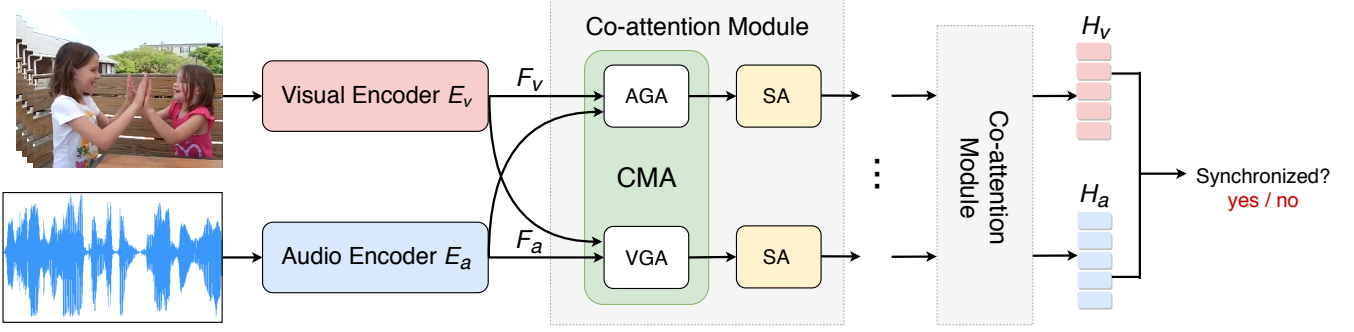 Co-attention Module
Visual Encoder Eᵥ
Fᵥ
AGA
SA
CMA
Audio Encoder Eₐ
Fₐ
VGA
SA
...
Co-attention
Module
Hᵥ
Hₐ
Synchronized?
yes / no